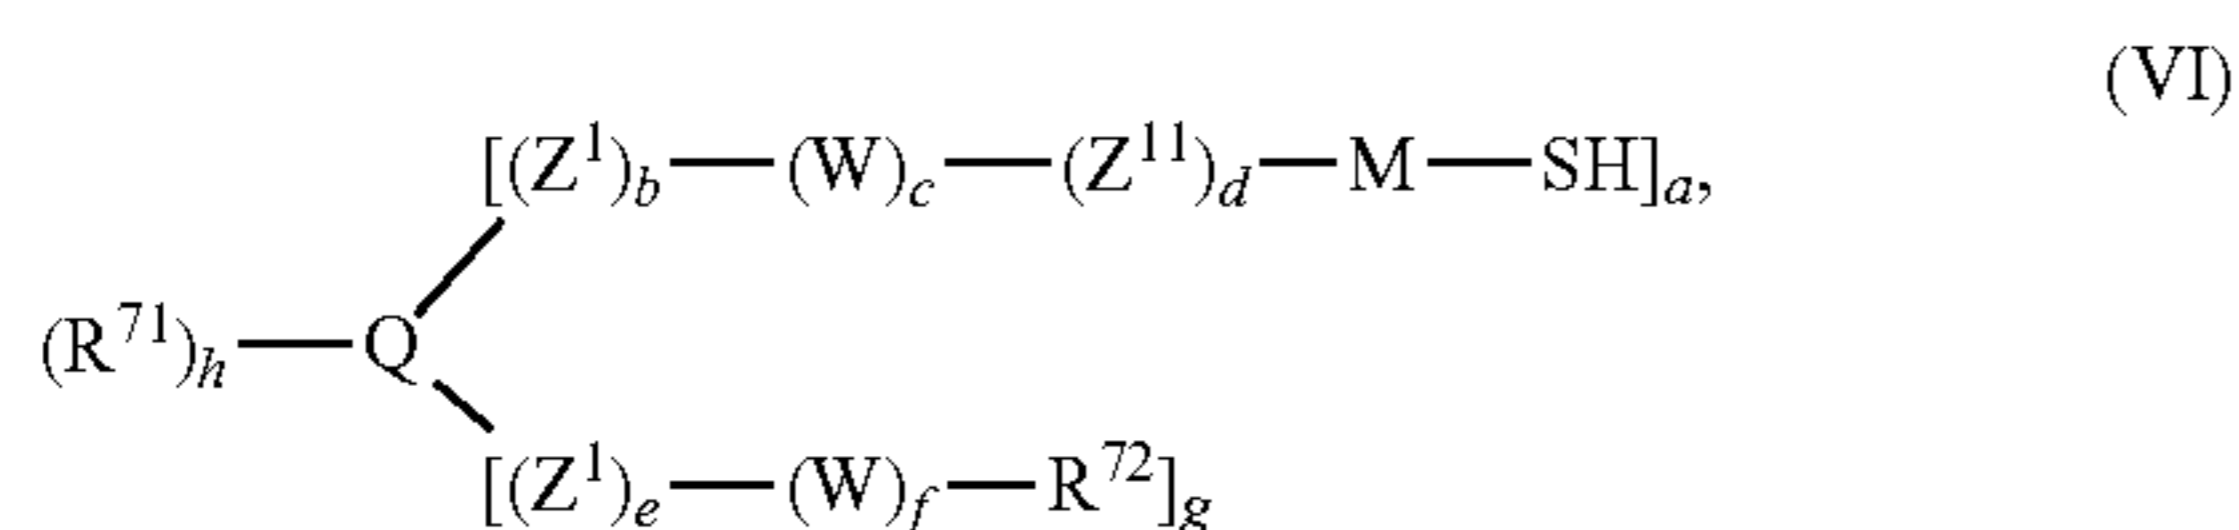 (VI)
[(Z¹)b—(W)c—(Z¹¹)d—M—SH]a,
(R⁷¹)h—Q
[(Z¹)e—(W)f—R⁷²]g